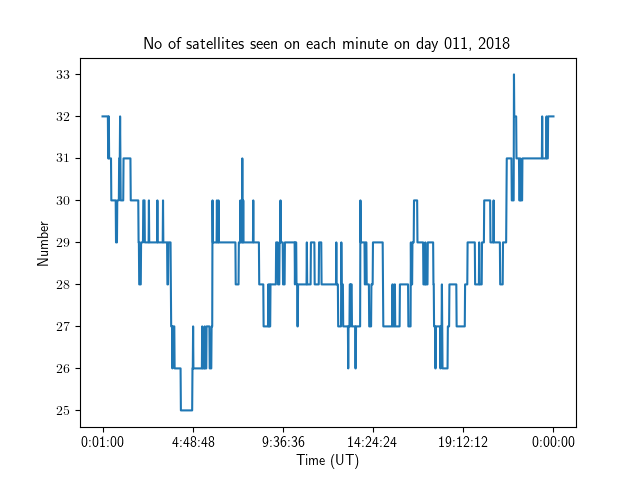 No of satellites seen on each minute on day 011, 2018
33
32
31
30
29
28
27
26
25
Number
0:01:00 4:48:48 9:36:36 14:24:24 19:12:12 0:00:00
Time (UT)